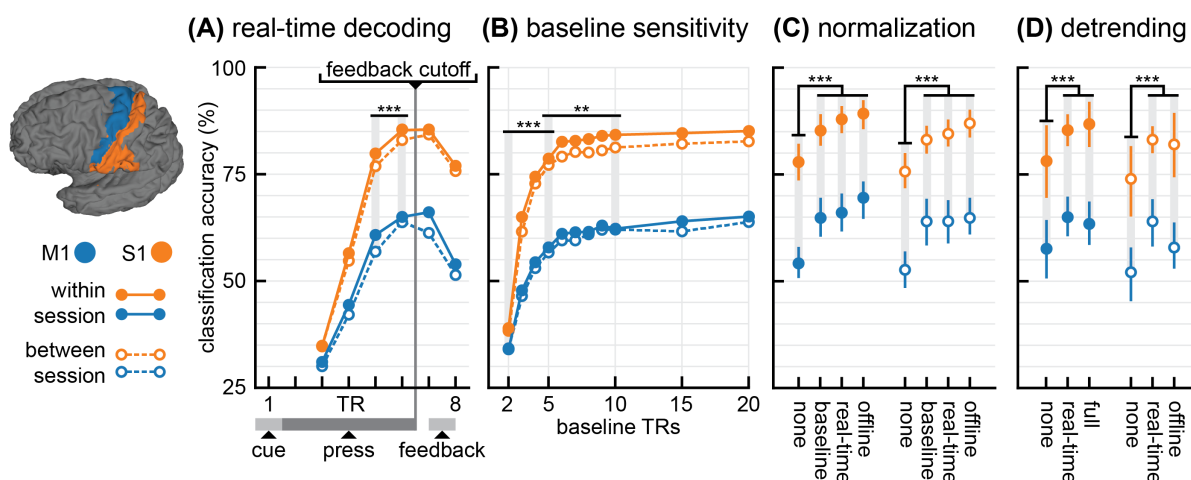 (A) real-time decoding
(B) baseline sensitivity
(C) normalization
(D) detrending
classification accuracy (%)
100
75
50
25
feedback cutoff
***
1
TR
8
cue
press
feedback
***
**
2
5
10
15
20
baseline TRs
***
***
none
baseline
real-time
offline
none
baseline
real-time
offline
***
***
none
real-time
full
none
real-time
offline
M1
S1
within
session
between
session